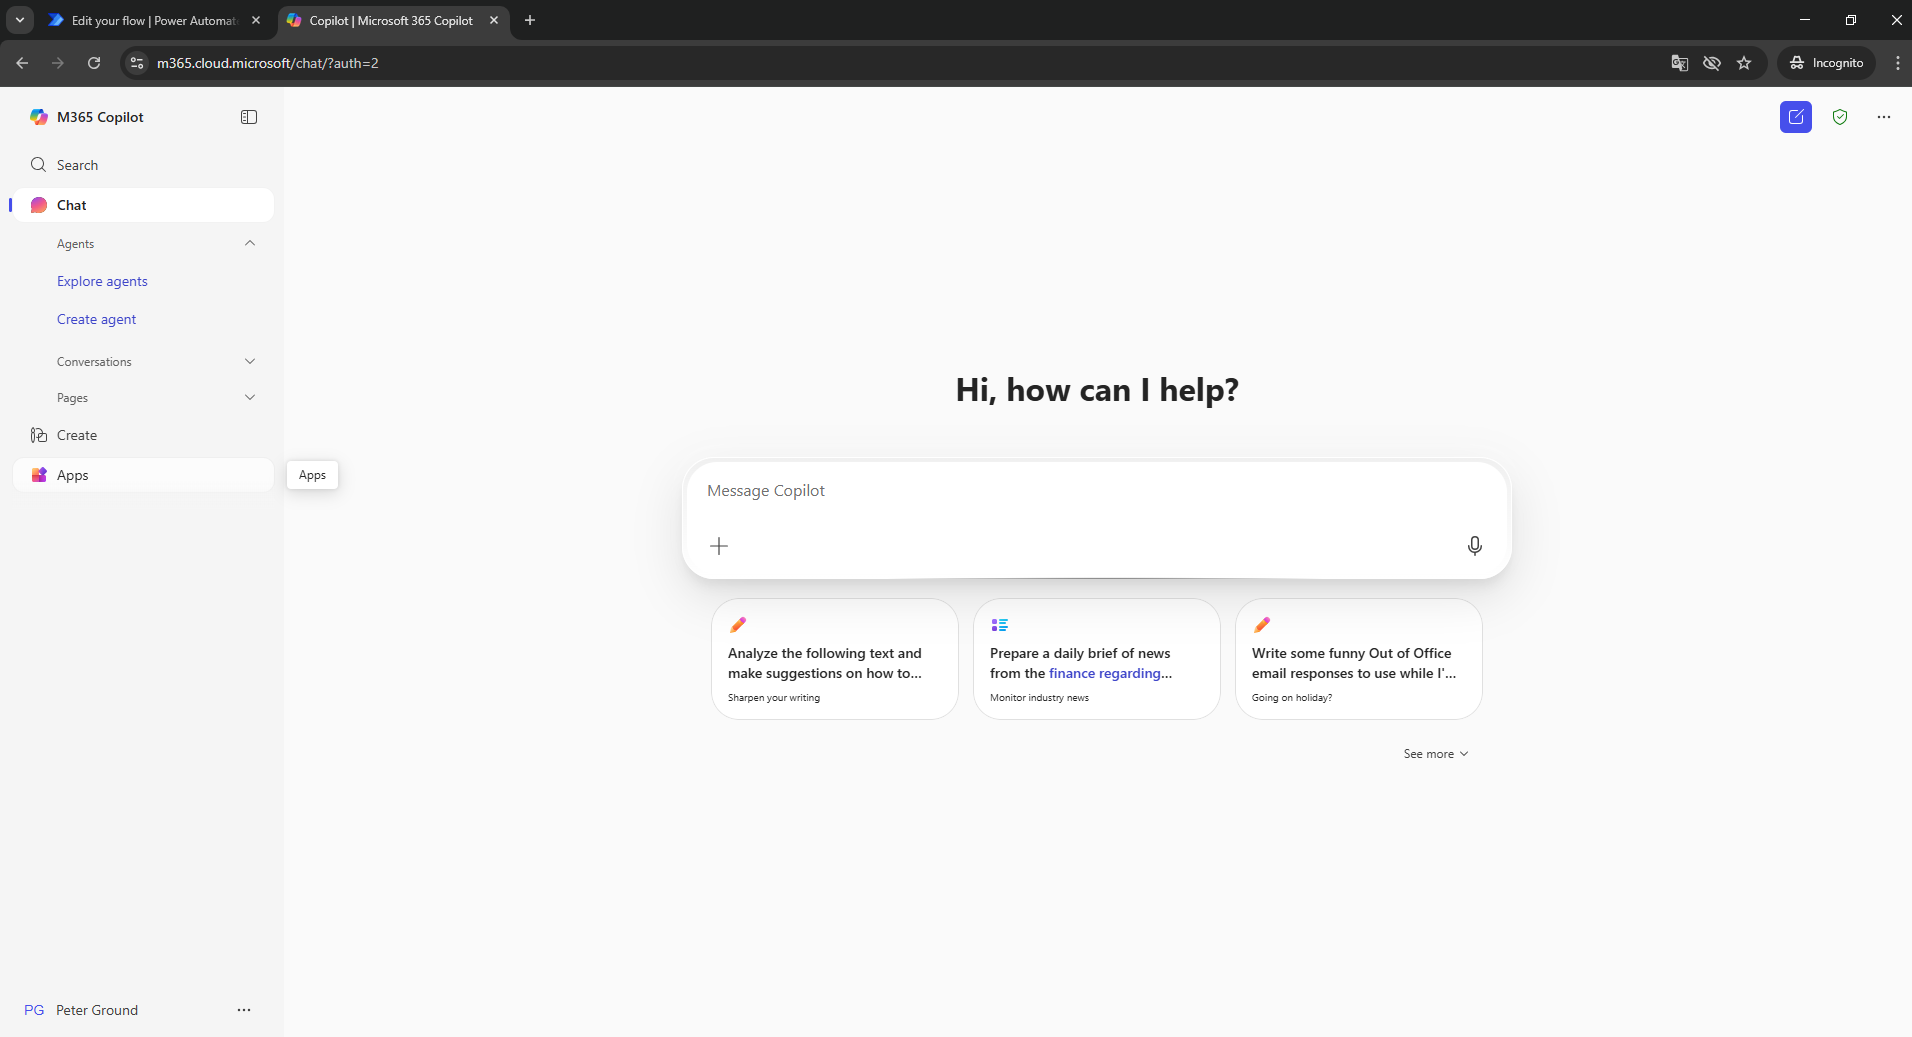 Edit your flow | Power Automat
Copilot | Microsoft 365 Copilot
m365.cloud.microsoft/chat/?auth=2
Incognito
M365 Copilot
Search
Chat
Agents
Explore agents
Create agent
Conversations
Pages
Create
Apps
Apps
Hi, how can I help?
Message Copilot
Analyze the following text and
make suggestions on how to...
Sharpen your writing
Prepare a daily brief of news
from the finance regarding...
Monitor industry news
Write some funny Out of Office
email responses to use while I'...
Going on holiday?
See more
PG Peter Ground